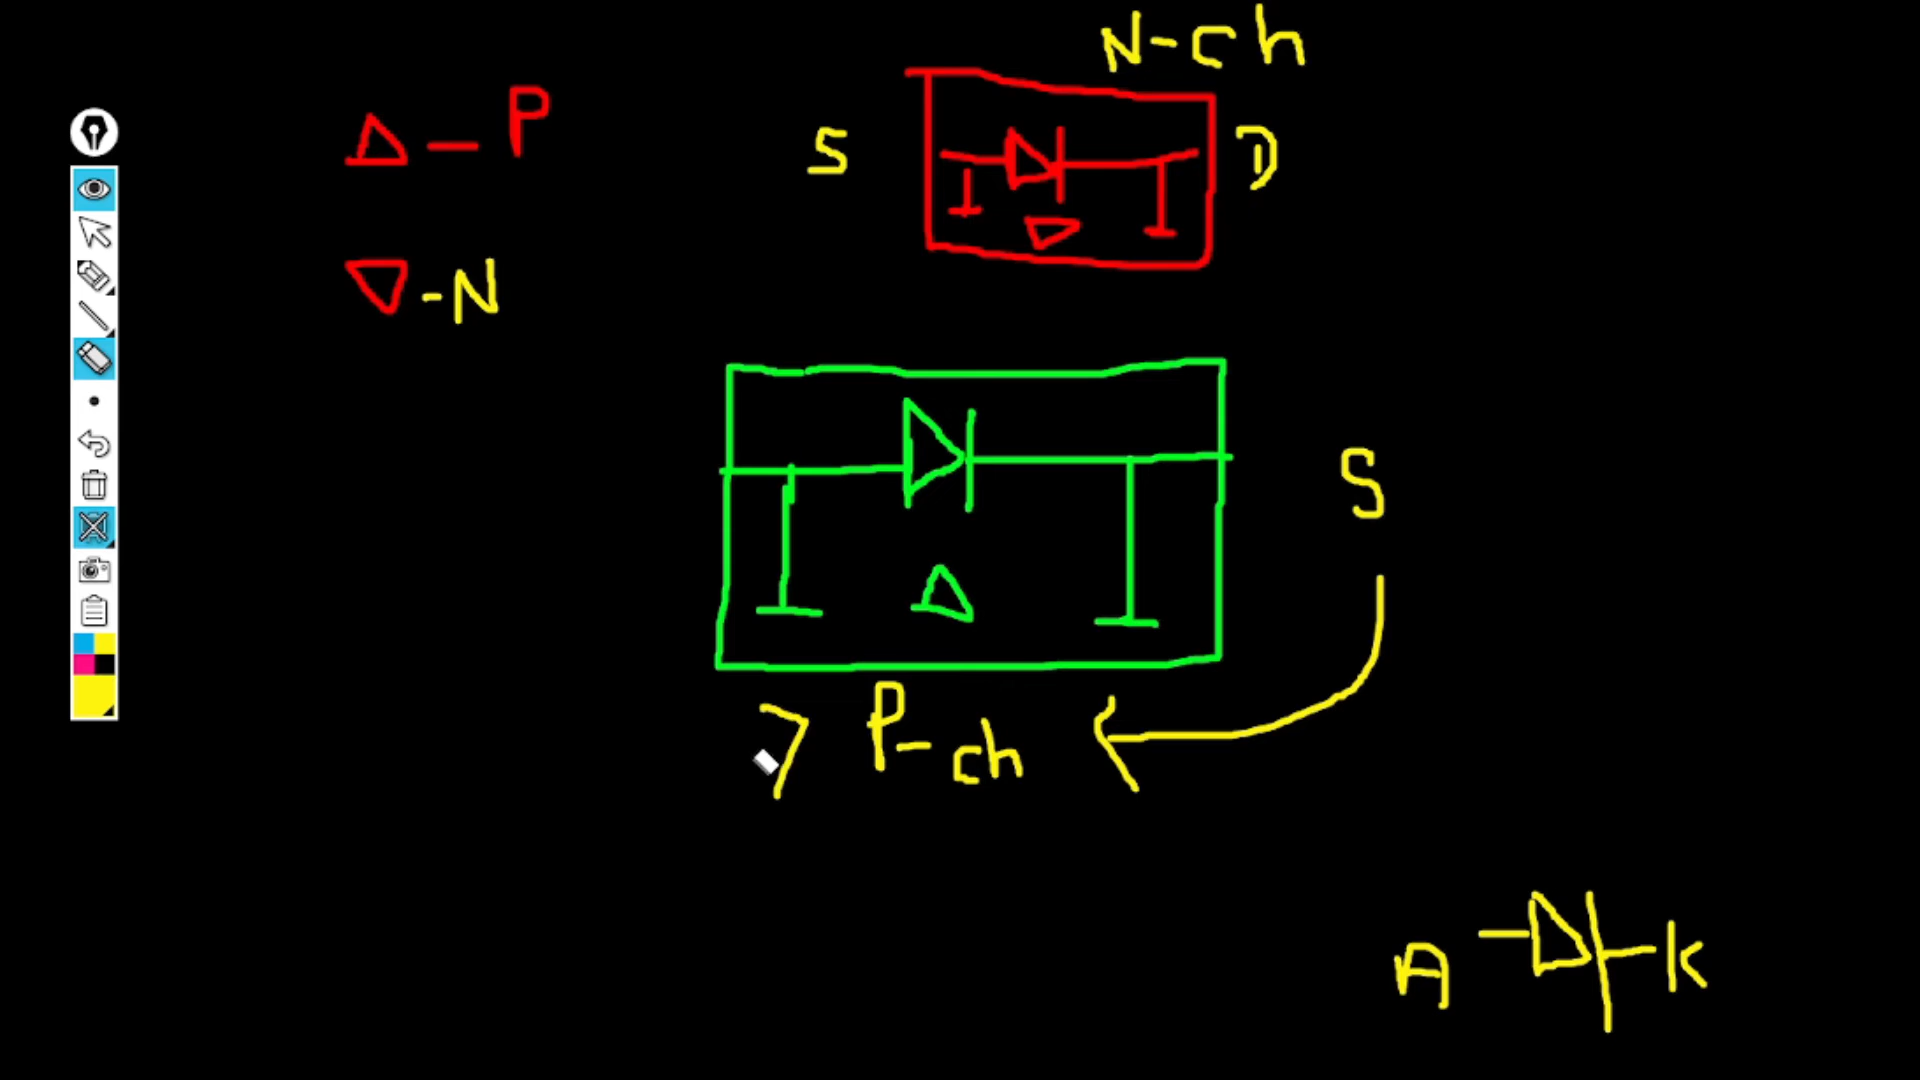 N-ch
Δ - P
S D
∇ - N
S
P-ch
A K